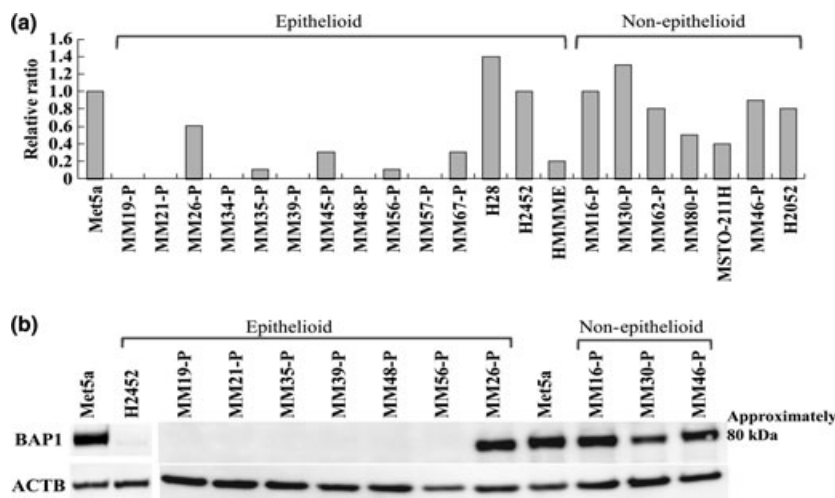 (a)
Epithelioid
Non-epithelioid
Relative ratio
1.6
1.4
1.2
1.0
0.8
0.6
0.4
0.2
0
Met5a
MM19-P
MM21-P
MM26-P
MM34-P
MM35-P
MM39-P
MM45-P
MM48-P
MM56-P
MM57-P
MM67-P
H28
H2452
HMMME
MM16-P
MM30-P
MM62-P
MM80-P
MSTO-211H
MM46-P
H2052
(b)
Epithelioid
Non-epithelioid
Met5a
H2452
MM19-P
MM21-P
MM35-P
MM39-P
MM48-P
MM56-P
MM26-P
Met5a
MM16-P
MM30-P
MM46-P
Approximately
80 kDa
BAP1
ACTB